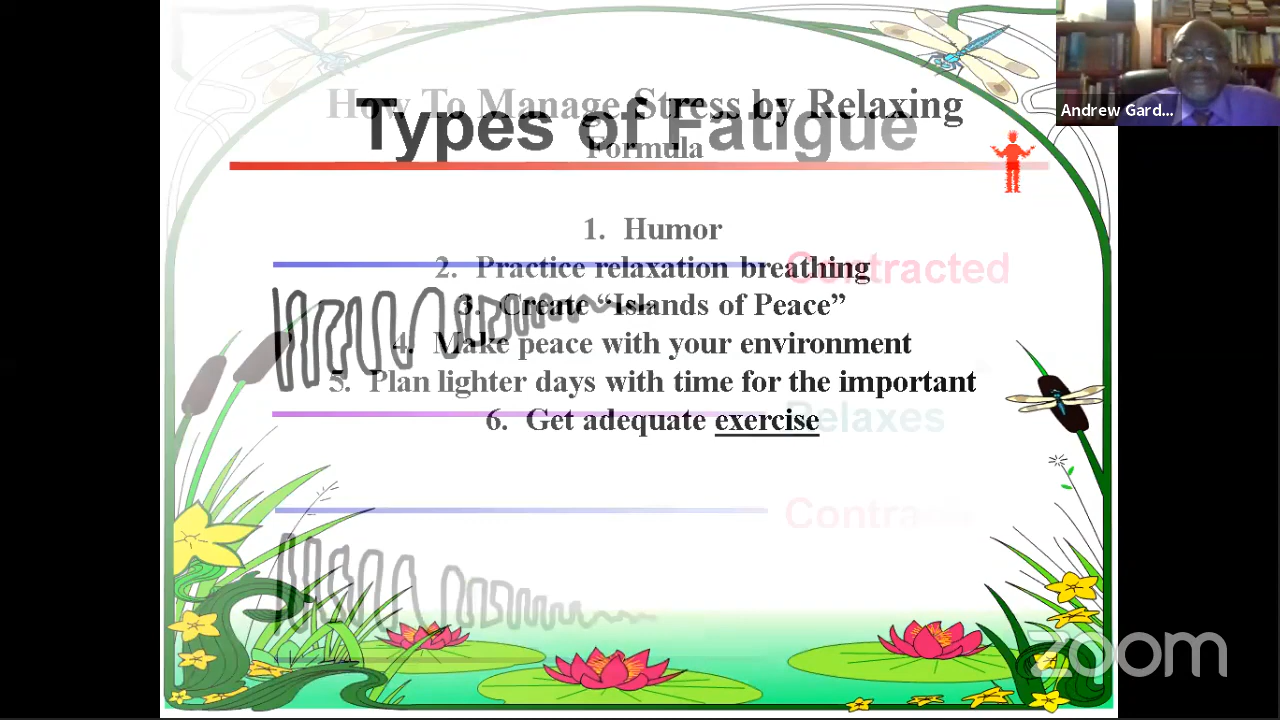 How To Manage Stress by Relaxing
Types of Fatigue
Formula
1. Humor
2. Practice relaxation breathing
Contracted
3. Create “Islands of Peace”
4. Make peace with your environment
5. Plan lighter days with time for the important
6. Get adequate exercise
Relaxes
Andrew Gard...
zoom